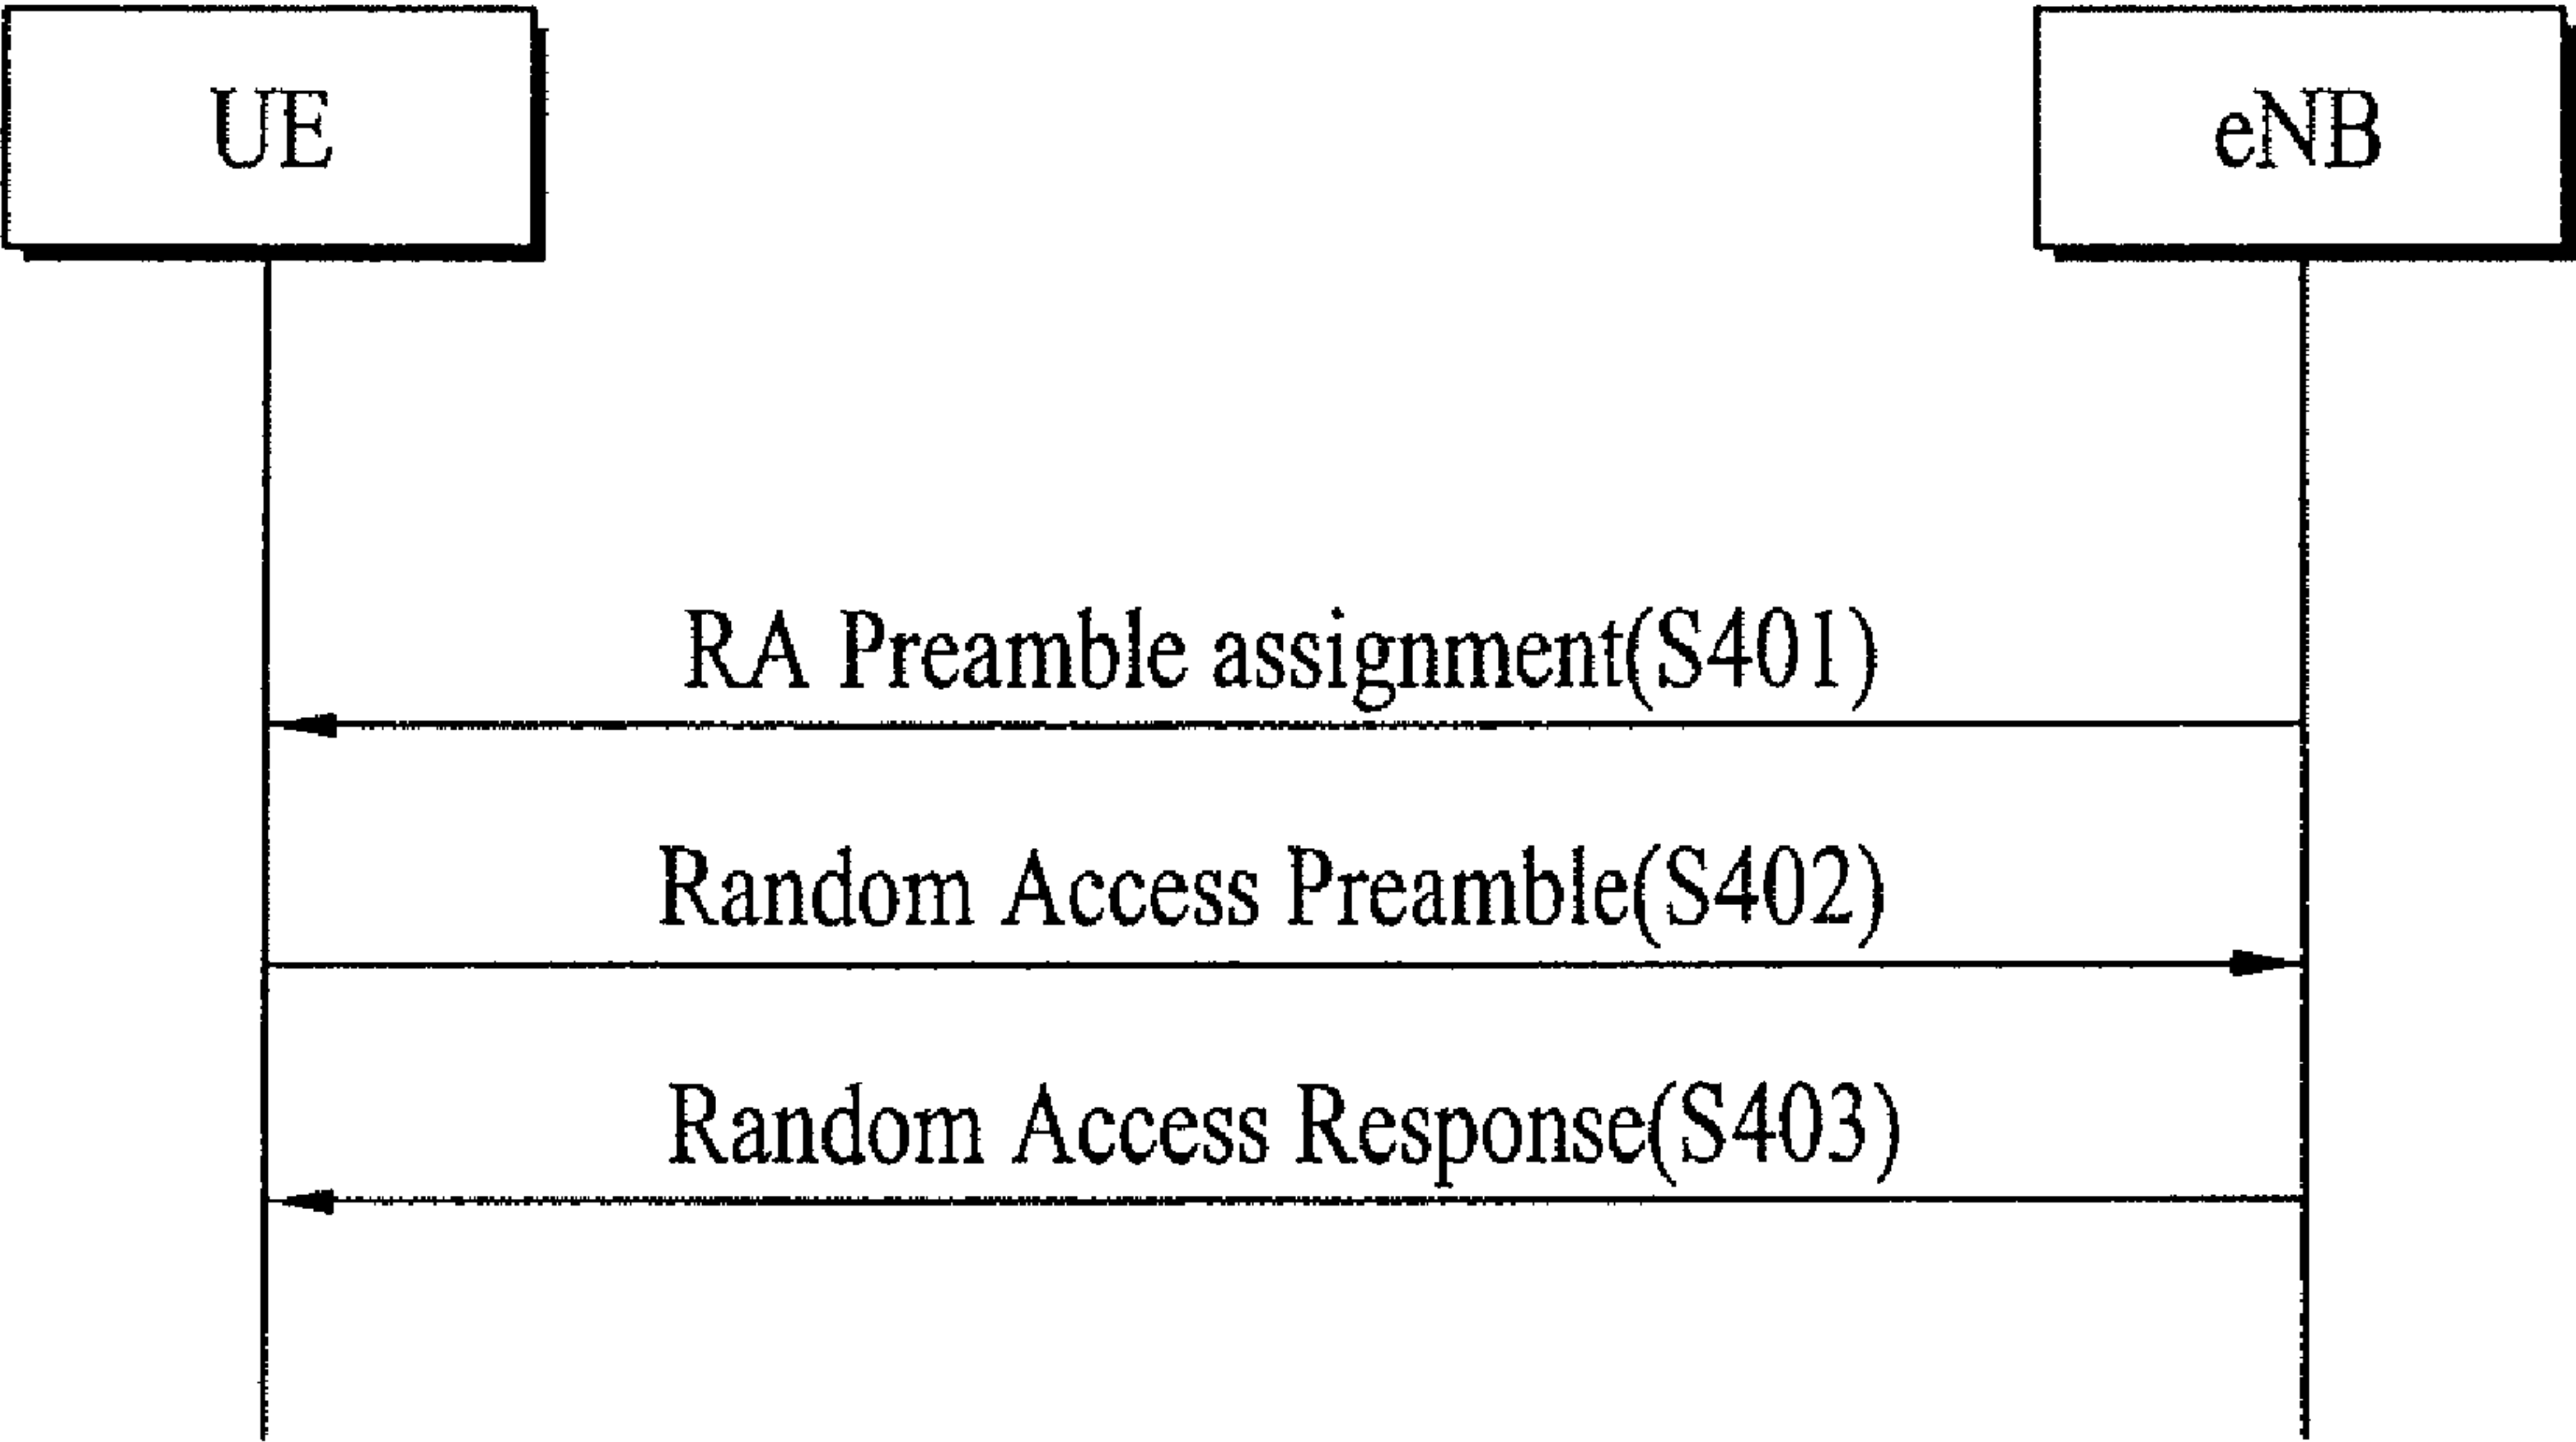 UE
eNB
RA Preamble assignment(S401)
Random Access Preamble(S402)
Random Access Response(S403)